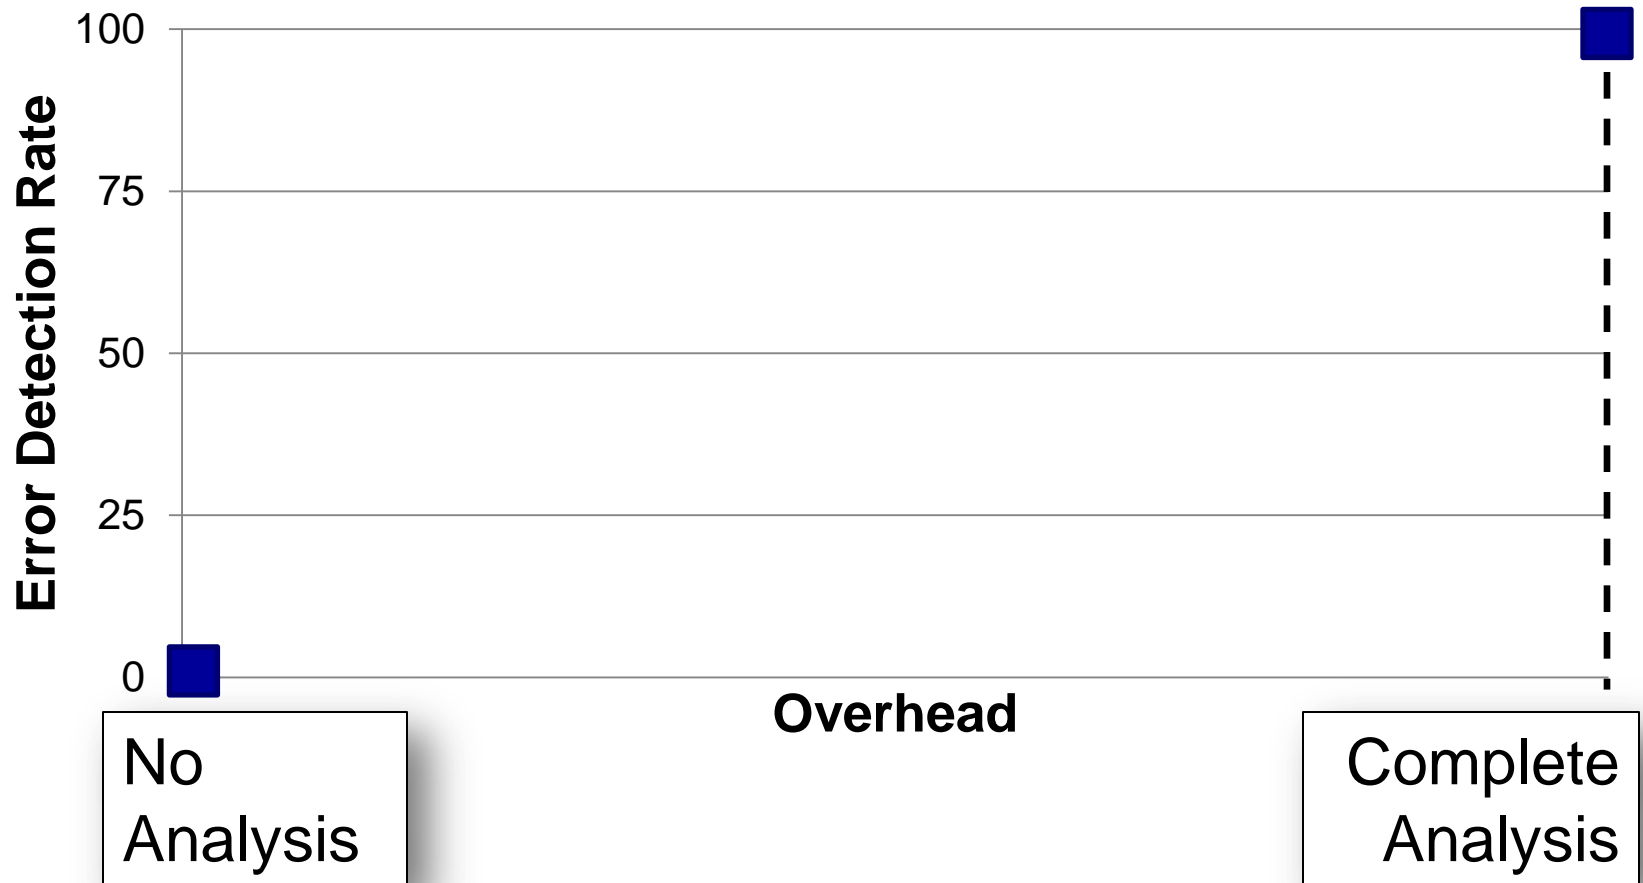 100
75
50
25
0
Error Detection Rate
Overhead
No
Analysis
Complete
Analysis